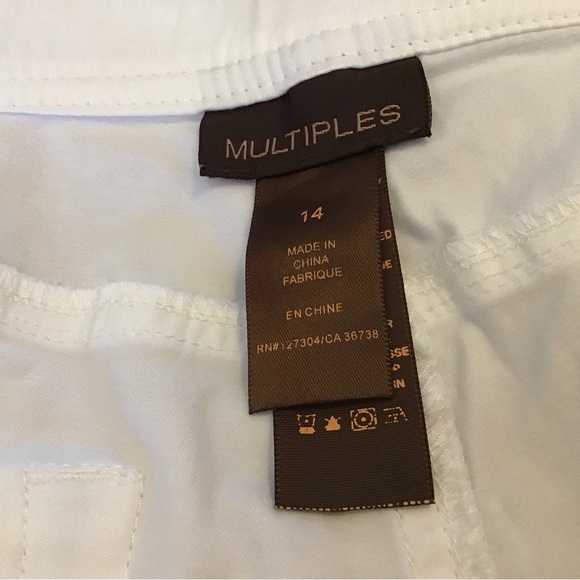 MULTIPLES
14
MADE IN
CHINA
FABRIQUE
EN CHINE
RN#127304/CA 36738